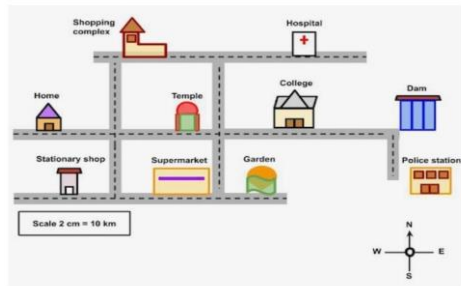 Shopping
complex
Hospital
Home
Temple
College
Dam
Stationary shop
Supermarket
Garden
Police station
Scale 2 cm = 10 km
N
W
E
S